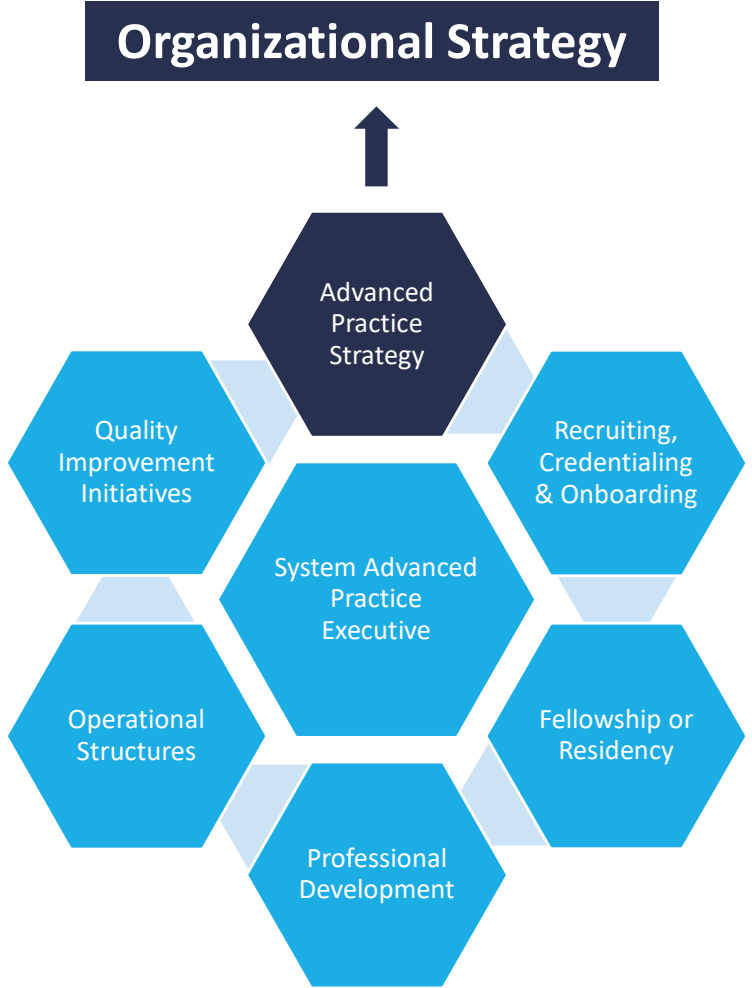 Organizational Strategy
Advanced
Practice
Strategy
Quality
Improvement
Initiatives
Recruiting,
Credentialing
& Onboarding
System Advanced
Practice
Executive
Operational
Structures
Fellowship or
Residency
Professional
Development